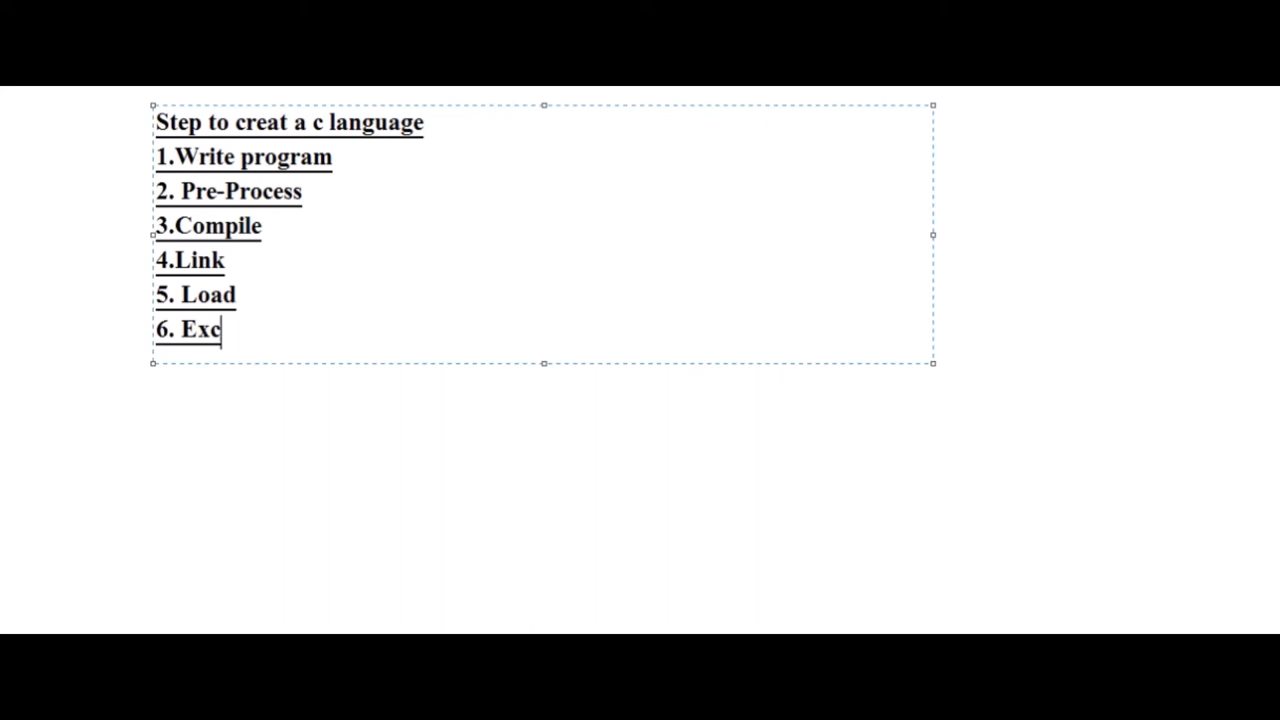 Step to creat a c language
1.Write program
2. Pre-Process
3.Compile
4.Link
5. Load
6. Exc